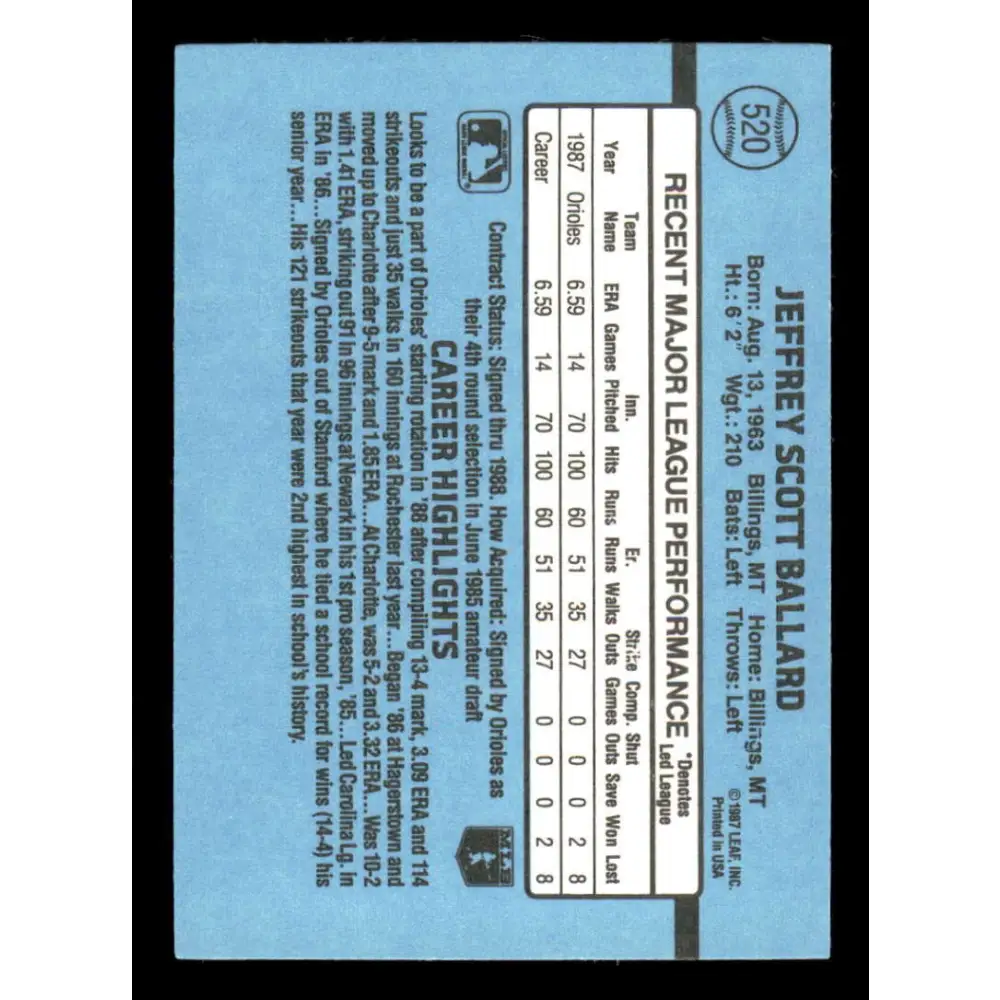 520
JEFFREY SCOTT BALLARD
Born: Aug. 13, 1963 Billings, MT Home: Billings, MT
Ht.: 6'2" Wgt.: 210 Bats: Left Throws: Left
©1987 LEAF, INC.
Printed in USA
RECENT MAJOR LEAGUE PERFORMANCE
*Denotes
Led League
Team Inn. Er. Strike Comp. Shut
Year Name ERA Games Pitched Hits Runs Runs Walks Outs Games Outs Save Won Lost
1987 Orioles 6.59 14 70 100 60 51 35 27 0 0 0 2 8
Career 6.59 14 70 100 60 51 35 27 0 0 0 2 8
Contract Status: Signed thru 1988. How Acquired: Signed by Orioles as
their 4th round selection in June 1985 amateur draft
MLB
CAREER HIGHLIGHTS
Looks to be a part of Orioles' starting rotation in '88 after compiling 13-4 mark, 3.09 ERA and 114
strikeouts and just 35 walks in 160 innings at Rochester last year...Began '86 at Hagerstown and
moved up to Charlotte after 9-5 mark and 1.85 ERA...At Charlotte, was 5-2 and 3.32 ERA...Was 10-2
with 1.41 ERA, striking out 91 in 96 innings at Newark in his 1st pro season, '85...Led Carolina Lg. in
ERA in '86...Signed by Orioles out of Stanford where he tied a school record for wins (14-4) his
senior year...His 121 strikeouts that year were 2nd highest in school's history.